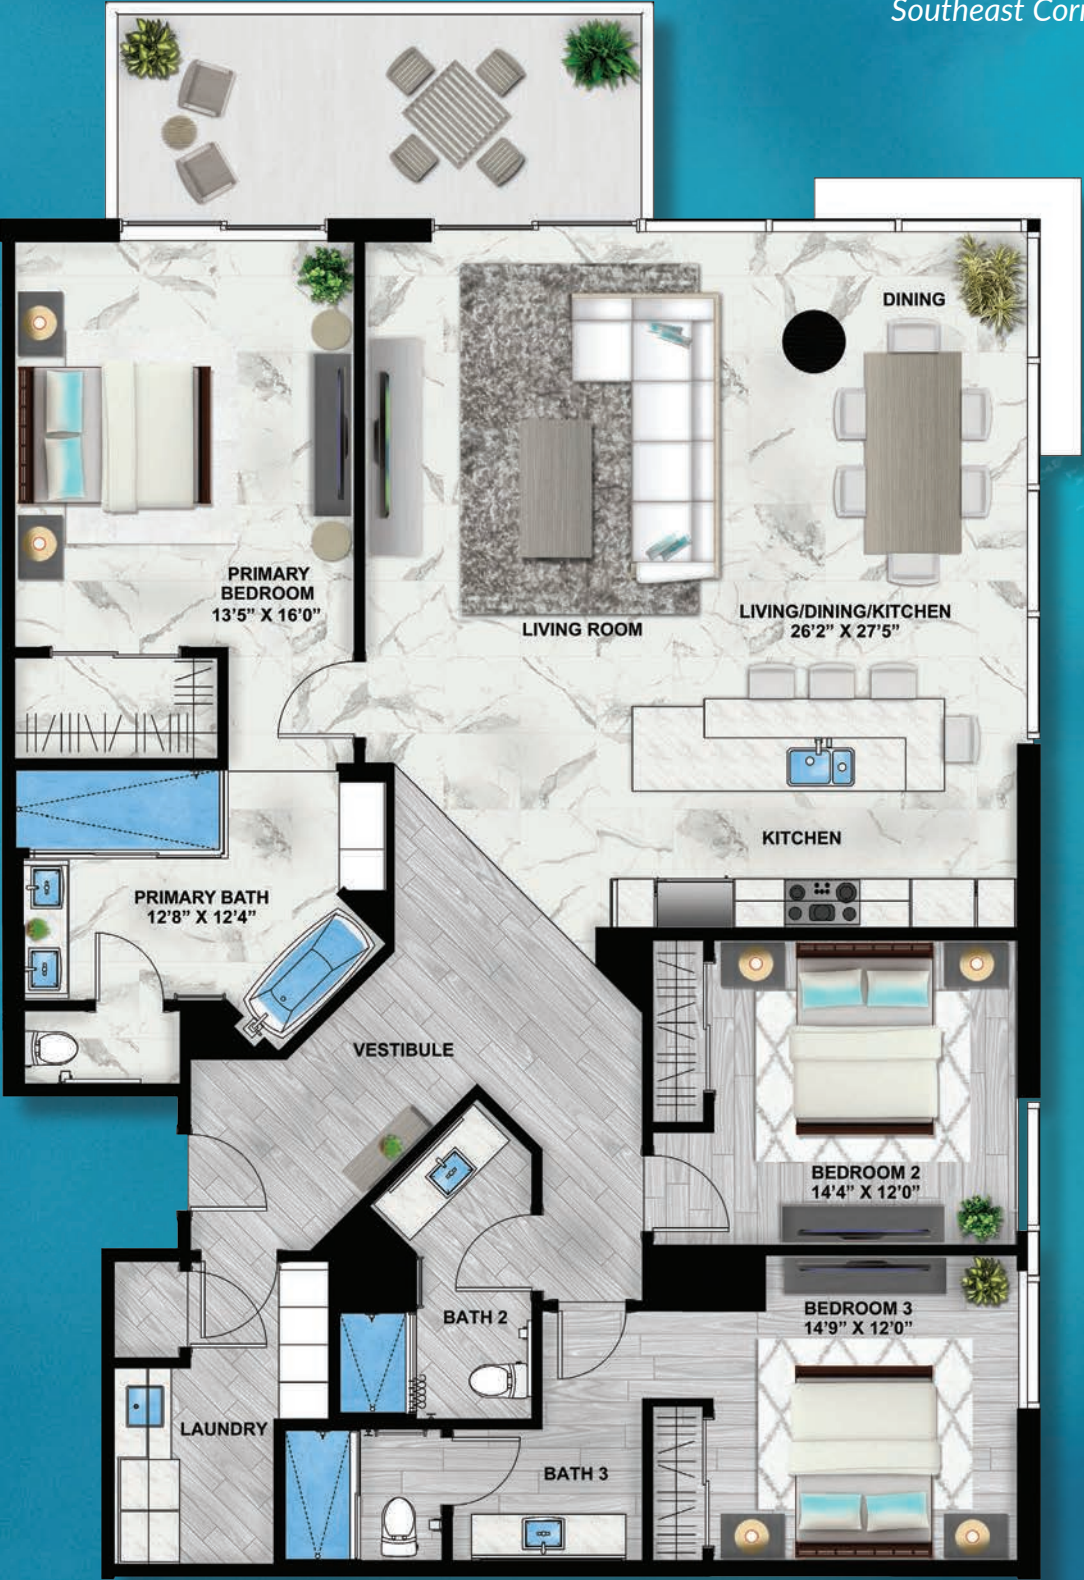 Southeast Corn
DINING
PRIMARY
BEDROOM
13'5” X 16'0”
LIVING ROOM
LIVING/DINING/KITCHEN
26'2” X 27'5”
KITCHEN
PRIMARY BATH
12'8” X 12'4”
VESTIBULE
BEDROOM 2
14'4” X 12'0”
BATH 2
BEDROOM 3
14'9” X 12'0”
LAUNDRY
BATH 3